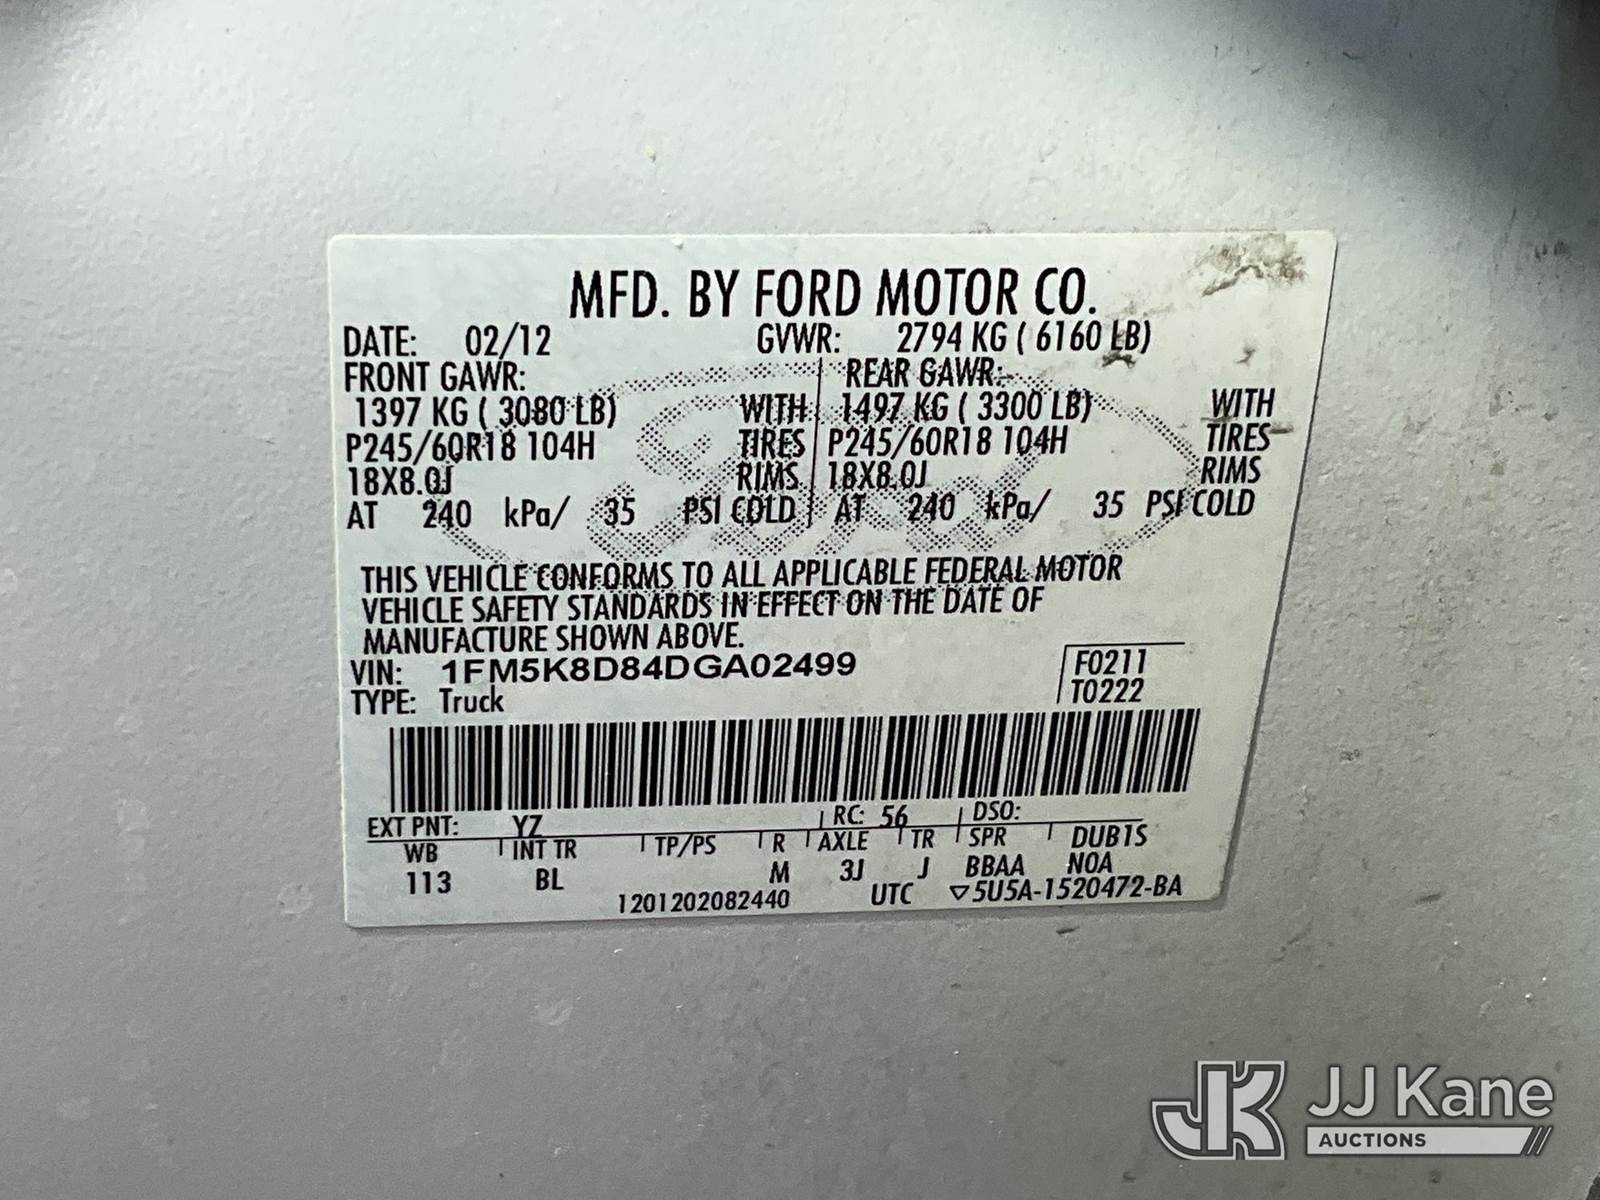 MFD. BY FORD MOTOR CO.
DATE: 02/12 GVWR: 2794 KG ( 6160 LB)
FRONT GAWR: REAR GAWR:
1397 KG ( 3080 LB) WITH 1497 KG ( 3300 LB) WITH
P245/60R18 104H TIRES P245/60R18 104H TIRES
18X8.0J RIMS 18X8.0J RIMS
AT 240 kPa/ 35 PSI COLD AT 240 kPa/ 35 PSI COLD
THIS VEHICLE CONFORMS TO ALL APPLICABLE FEDERAL MOTOR
VEHICLE SAFETY STANDARDS IN EFFECT ON THE DATE OF
MANUFACTURE SHOWN ABOVE.
VIN: 1FM5K8D84DGA02499 F0211
TYPE: Truck T0222
EXT PNT: YZ RC: 56 DSO:
WB INT TR TP/PS R AXLE TR SPR DUB1S
113 BL M 3J J BBAA N0A
1201202082440 UTC ▽5U5A-1520472-BA
Ford
JK JJ Kane
AUCTIONS